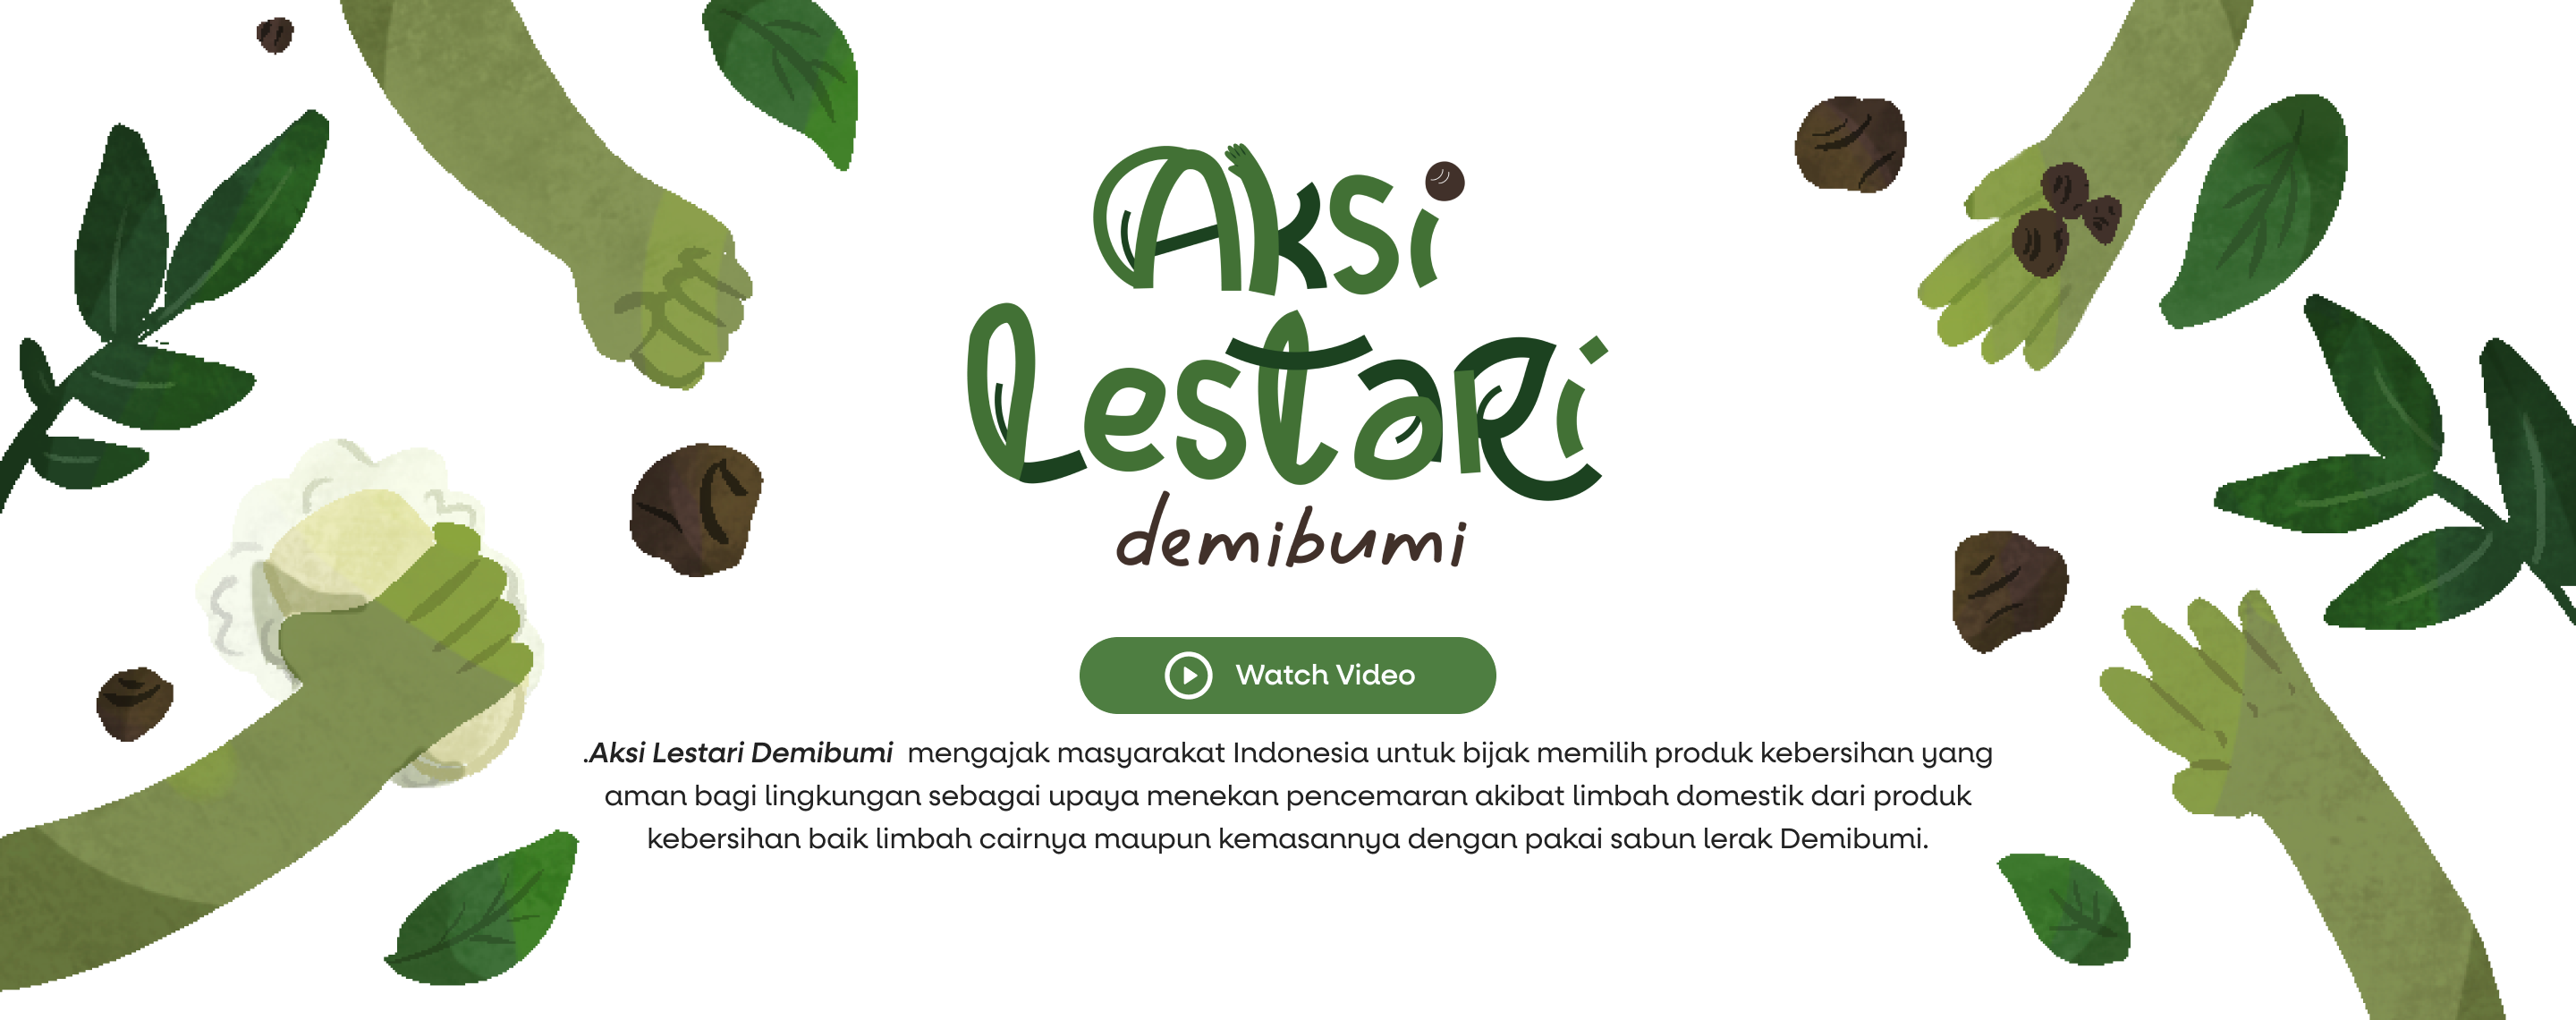 Aksi
Lestari
demibumi
Watch Video
.Aksi Lestari Demibumi mengajak masyarakat Indonesia untuk bijak memilih produk kebersihan yang
aman bagi lingkungan sebagai upaya menekan pencemaran akibat limbah domestik dari produk
kebersihan baik limbah cairnya maupun kemasannya dengan pakai sabun lerak Demibumi.